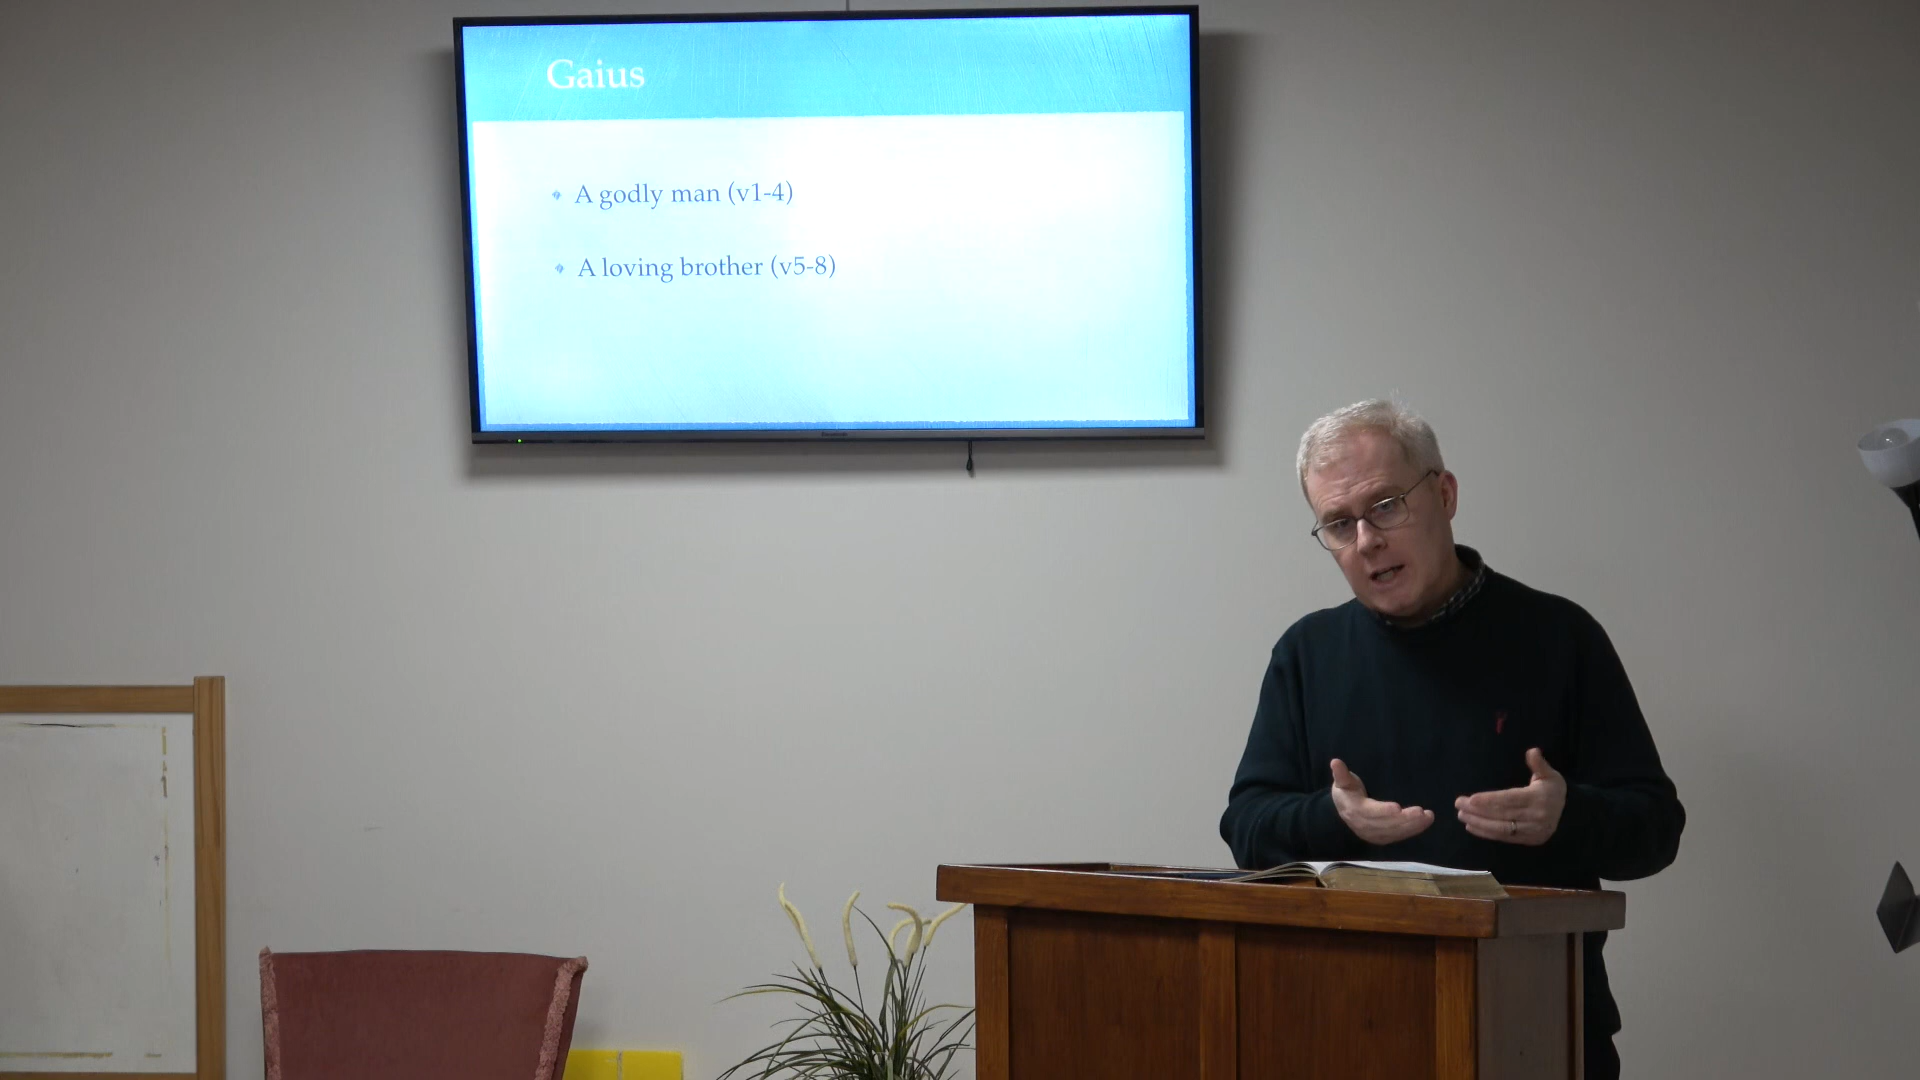 Gaius
A godly man (v1-4)
A loving brother (v5-8)